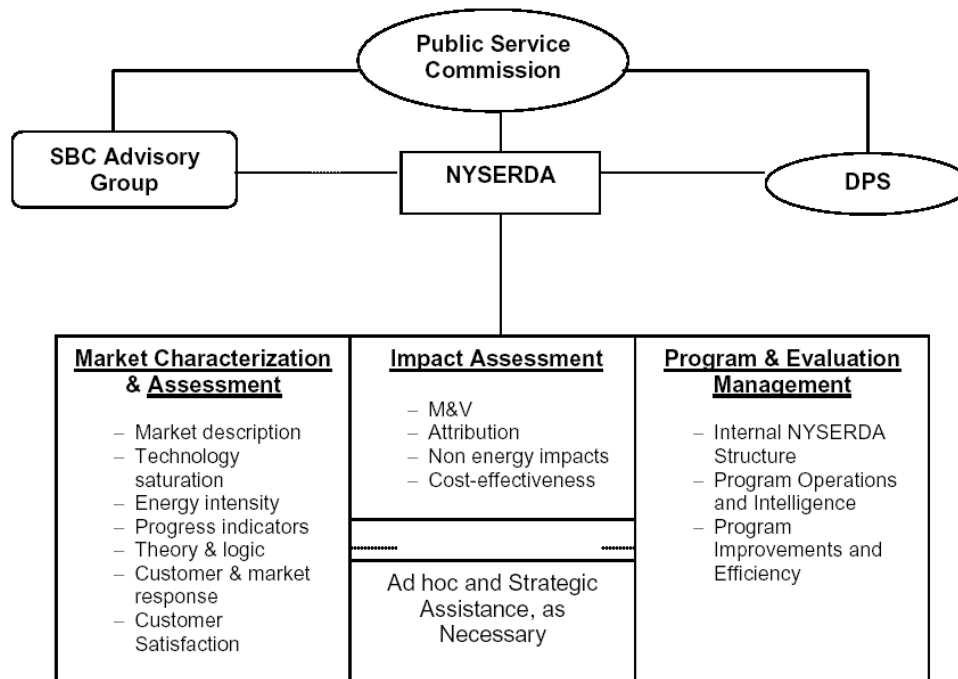 Public Service
Commission
SBC Advisory
Group
NYSERDA
DPS
Market Characterization
& Assessment
– Market description
– Technology
saturation
– Energy intensity
– Progress indicators
– Theory & logic
– Customer & market
response
– Customer
Satisfaction
Impact Assessment
– M&V
– Attribution
– Non energy impacts
– Cost-effectiveness
Ad hoc and Strategic
Assistance, as
Necessary
Program & Evaluation
Management
– Internal NYSERDA
Structure
– Program Operations
and Intelligence
– Program
Improvements and
Efficiency